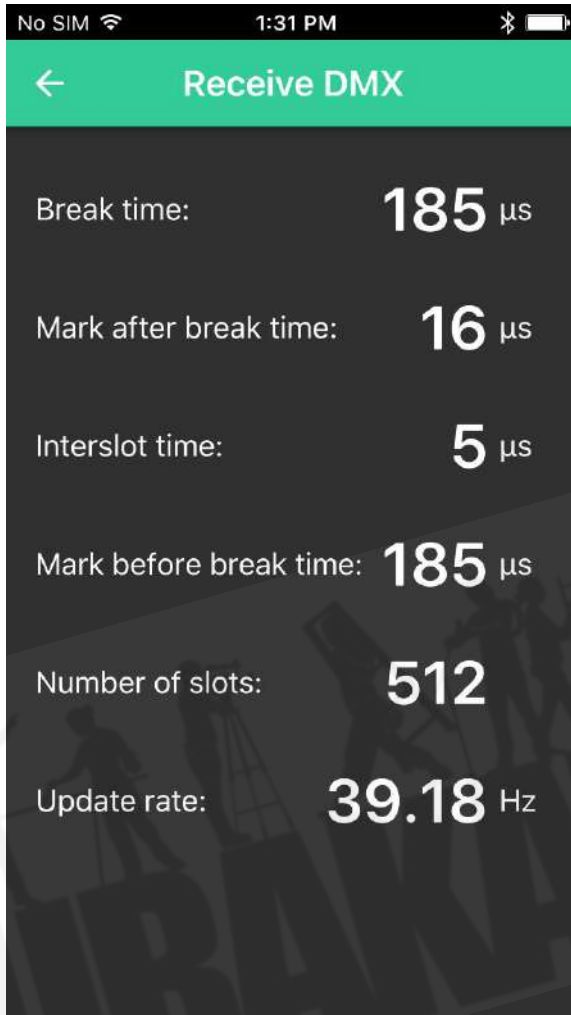 No SIM 1:31 PM
Receive DMX
Break time: 185 µs
Mark after break time: 16 µs
Interslot time: 5 µs
Mark before break time: 185 µs
Number of slots: 512
Update rate: 39.18 Hz